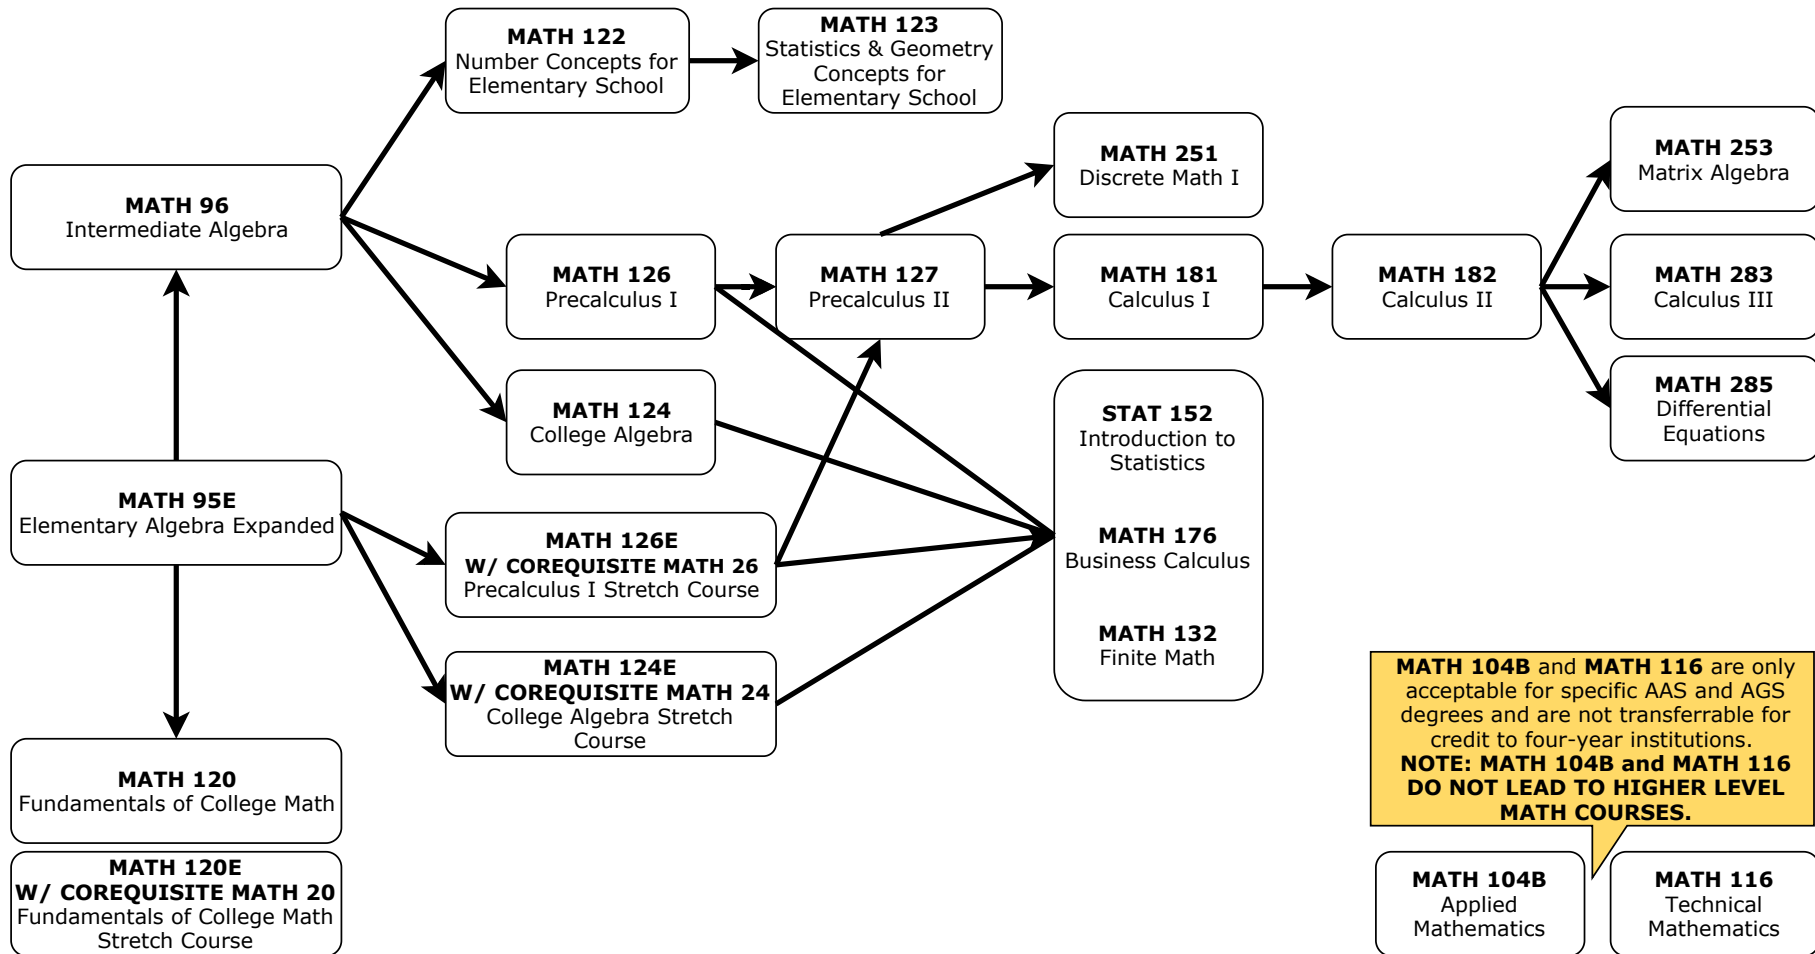 MATH 122
Number Concepts for
Elementary School
MATH 123
Statistics & Geometry
Concepts for
Elementary School
MATH 96
Intermediate Algebra
MATH 251
Discrete Math I
MATH 253
Matrix Algebra
MATH 126
Precalculus I
MATH 127
Precalculus II
MATH 181
Calculus I
MATH 182
Calculus II
MATH 283
Calculus III
MATH 124
College Algebra
MATH 285
Differential
Equations
STAT 152
Introduction to
Statistics
MATH 176
Business Calculus
MATH 132
Finite Math
MATH 95E
Elementary Algebra Expanded
MATH 126E
W/ COREQUISITE MATH 26
Precalculus I Stretch Course
MATH 124E
W/ COREQUISITE MATH 24
College Algebra Stretch
Course
MATH 120
Fundamentals of College Math
MATH 120E
W/ COREQUISITE MATH 20
Fundamentals of College Math
Stretch Course
MATH 104B and MATH 116 are only
acceptable for specific AAS and AGS
degrees and are not transferrable for
credit to four-year institutions.
NOTE: MATH 104B and MATH 116
DO NOT LEAD TO HIGHER LEVEL
MATH COURSES.
MATH 104B
Applied
Mathematics
MATH 116
Technical
Mathematics